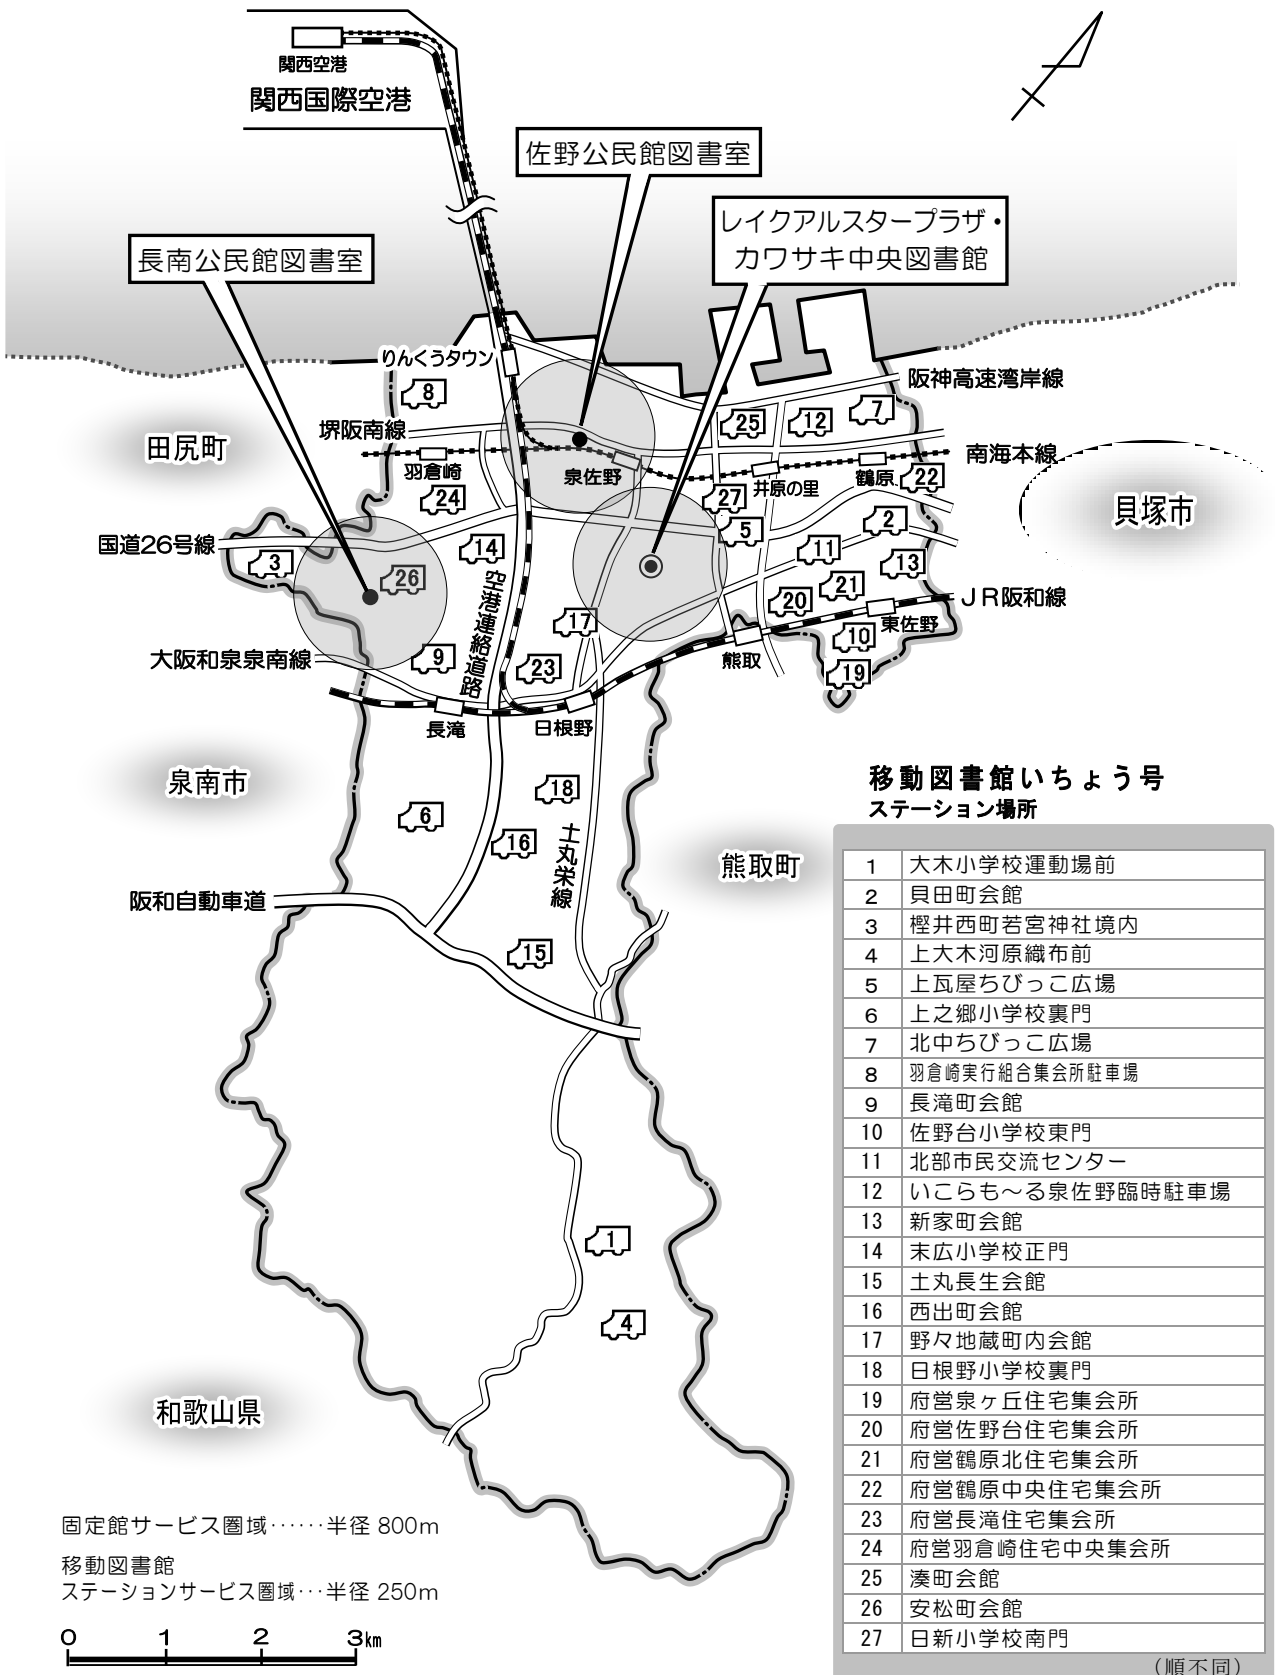 関西空港
関西国際空港
佐野公民館図書室
レイクアルスタープラザ・
カワサキ中央図書館
長南公民館図書室
りんくうタウン
阪神高速湾岸線
8
25
12
7
堺阪南線
田尻町
羽倉崎
泉佐野
井原の里
鶴原
南海本線
22
貝塚市
24
27
5
2
国道26号線
3
26
14
11
13
空港連絡道路
20
21
JR阪和線
17
10
東佐野
大阪和泉泉南線
9
23
熊取
19
長滝
日根野
泉南市
18
6
16
土丸栄線
熊取町
阪和自動車道
15
1
4
和歌山県
移動図書館いちょう号
ステーション場所
1 大木小学校運動場前
2 貝田町会館
3 樫井西町若宮神社境内
4 上大木河原織布前
5 上瓦屋ちびっこ広場
6 上之郷小学校裏門
7 北中ちびっこ広場
8 羽倉崎実行組合集会所駐車場
9 長滝町会館
10 佐野台小学校東門
11 北部市民交流センター
12 いこらも～る泉佐野臨時駐車場
13 新家町会館
14 末広小学校正門
15 土丸長生会館
16 西出町会館
17 野々地蔵町内会館
18 日根野小学校裏門
19 府営泉ヶ丘住宅集会所
20 府営佐野台住宅集会所
21 府営鶴原北住宅集会所
22 府営鶴原中央住宅集会所
23 府営長滝住宅集会所
24 府営羽倉崎住宅中央集会所
25 湊町会館
26 安松町会館
27 日新小学校南門
（順不同）
固定館サービス圏域……半径 800m
移動図書館
ステーションサービス圏域…半径 250m
0 1 2 3km